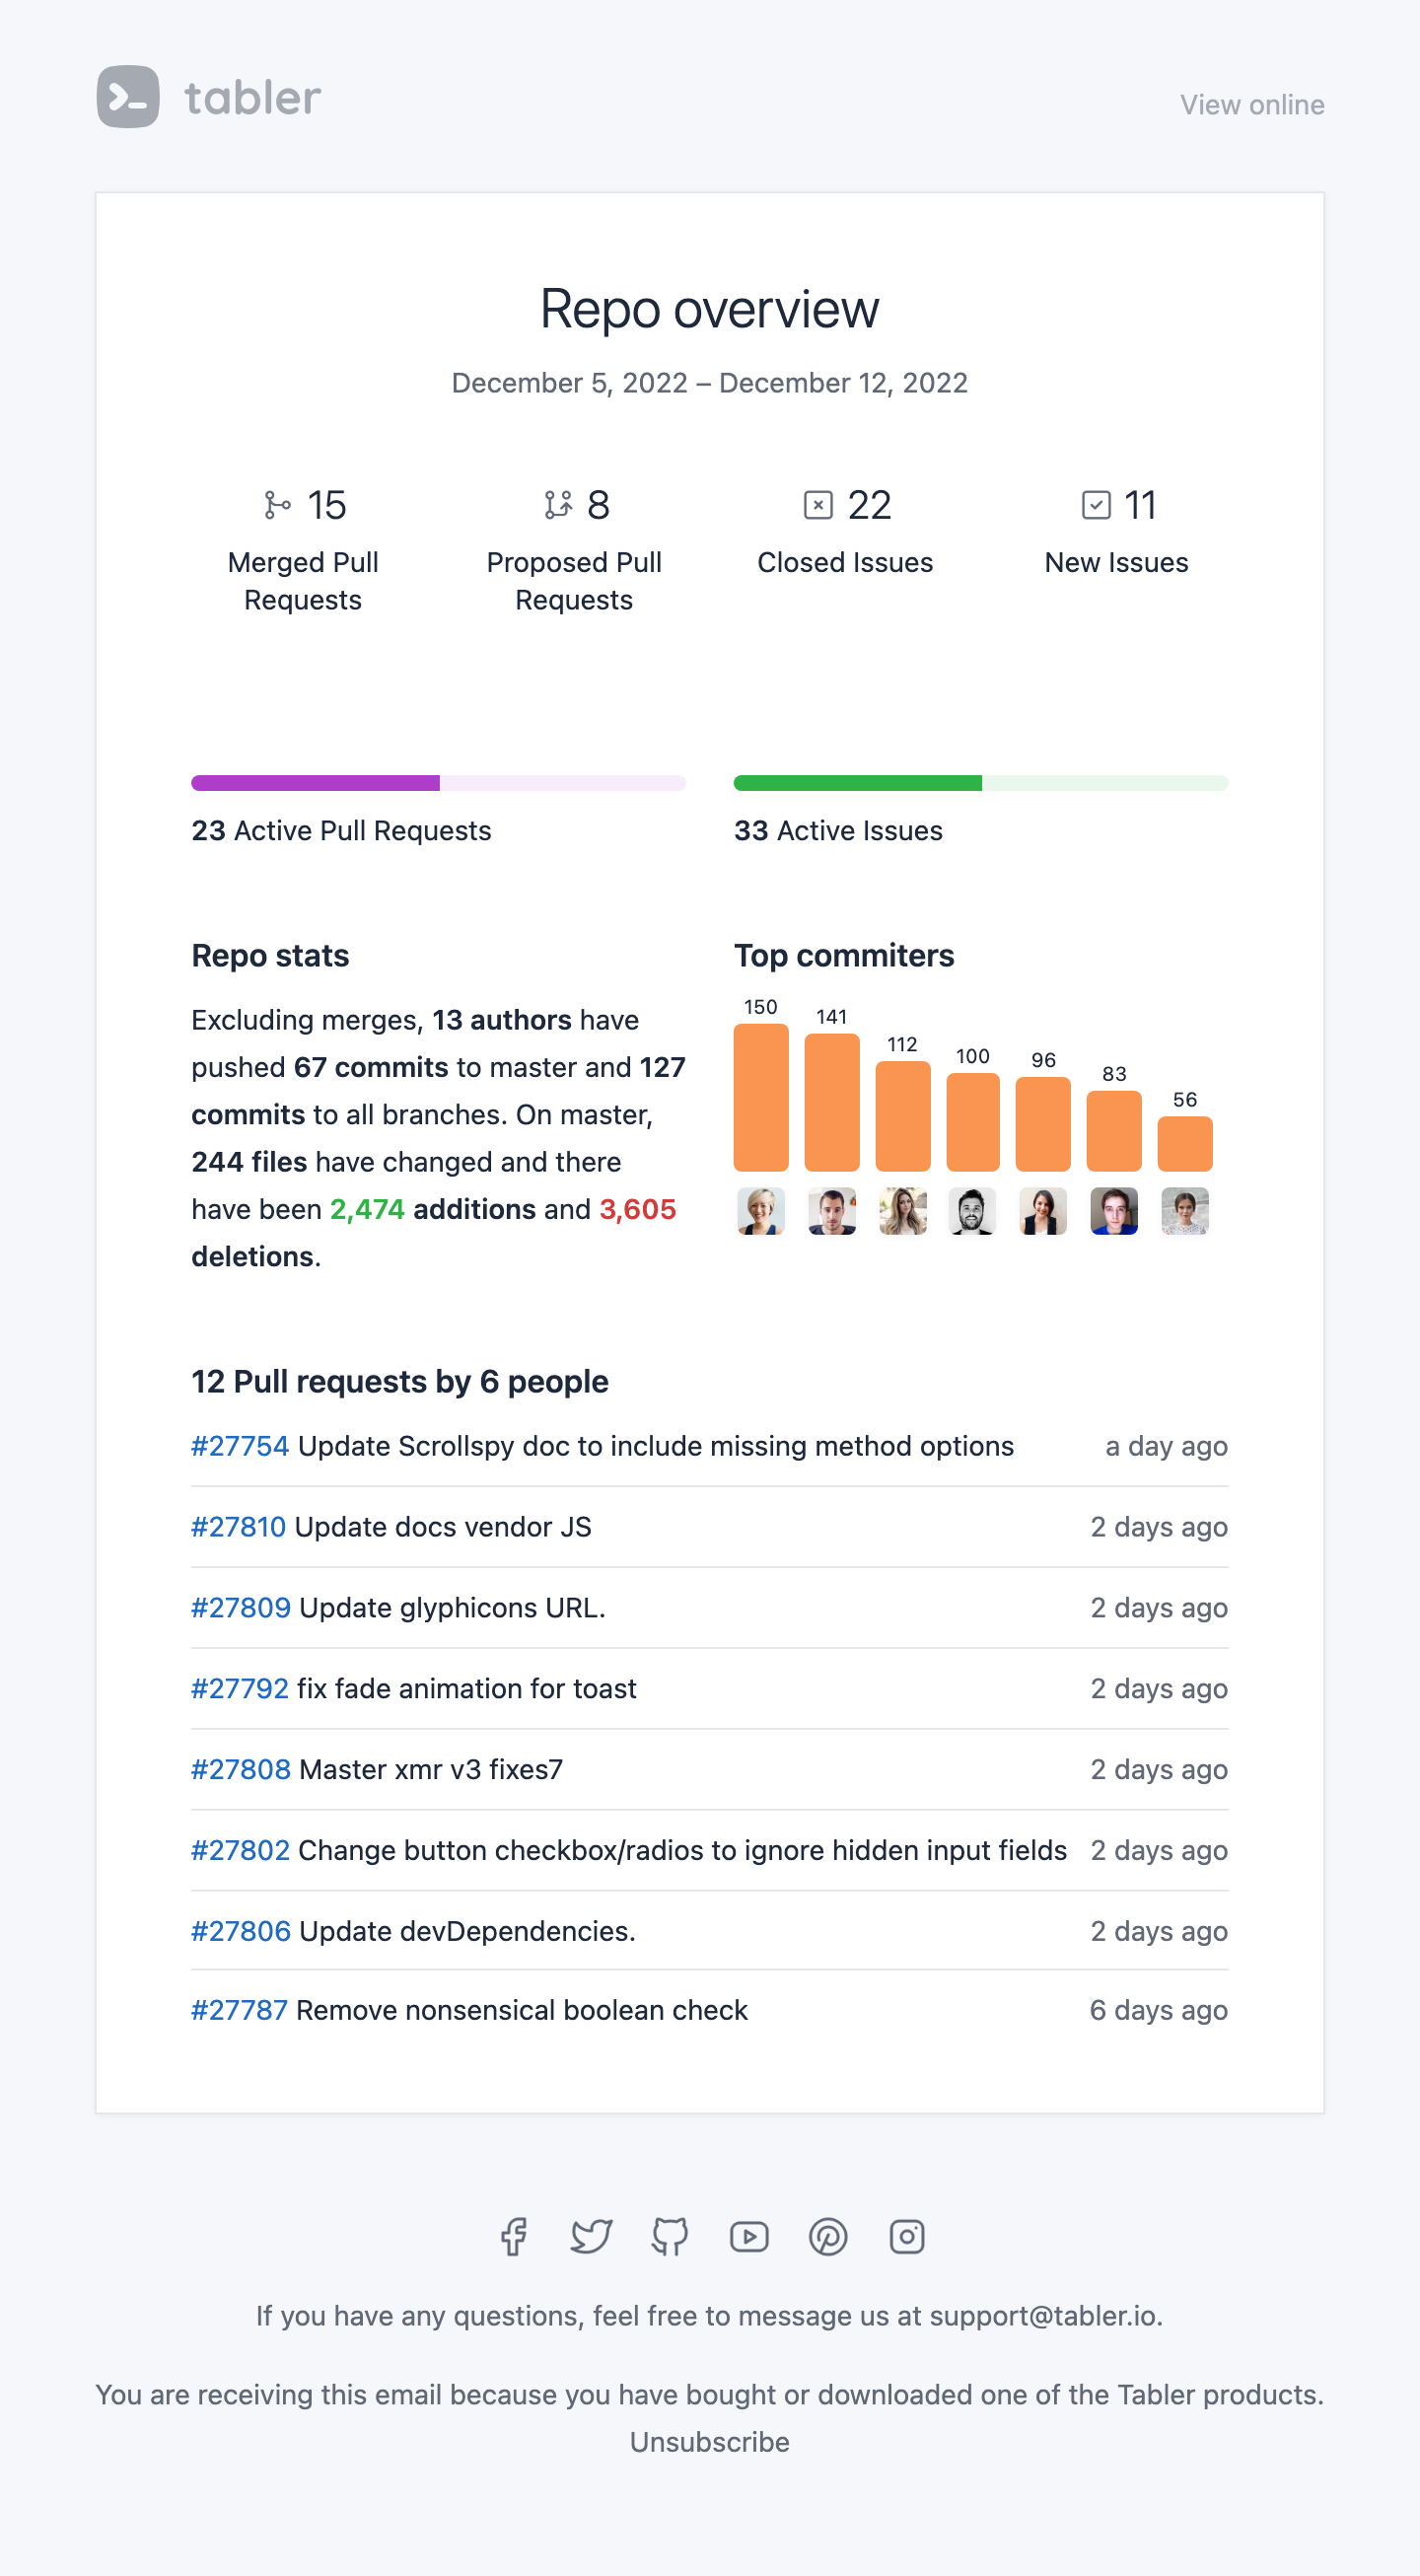 tabler
View online
Repo overview
December 5, 2022 – December 12, 2022
15
Merged Pull
Requests
8
Proposed Pull
Requests
22
Closed Issues
11
New Issues
23 Active Pull Requests
33 Active Issues
Repo stats
Excluding merges, 13 authors have
pushed 67 commits to master and 127
commits to all branches. On master,
244 files have changed and there
have been 2,474 additions and 3,605
deletions.
Top commiters
150
141
112
100
96
83
56
12 Pull requests by 6 people
#27754 Update Scrollspy doc to include missing method options a day ago
#27810 Update docs vendor JS 2 days ago
#27809 Update glyphicons URL. 2 days ago
#27792 fix fade animation for toast 2 days ago
#27808 Master xmr v3 fixes7 2 days ago
#27802 Change button checkbox/radios to ignore hidden input fields 2 days ago
#27806 Update devDependencies. 2 days ago
#27787 Remove nonsensical boolean check 6 days ago
If you have any questions, feel free to message us at support@tabler.io.
You are receiving this email because you have bought or downloaded one of the Tabler products.
Unsubscribe